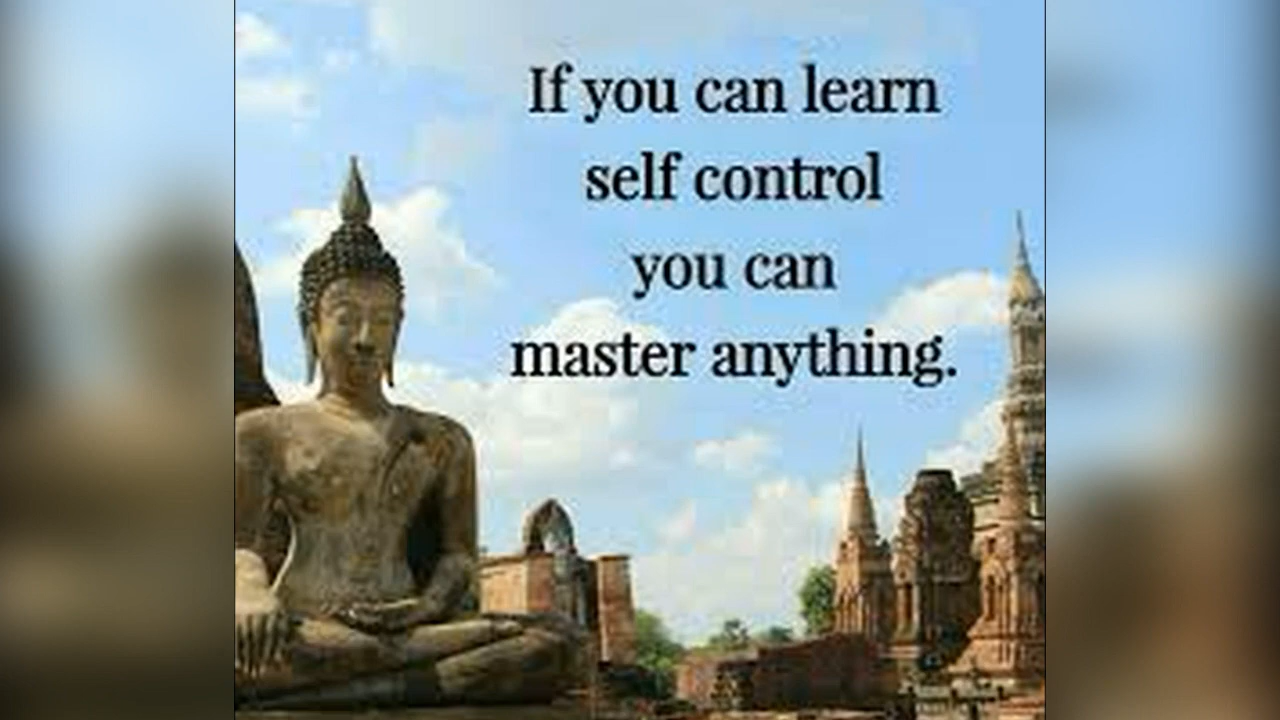 If you can learn
self control
you can
master anything.